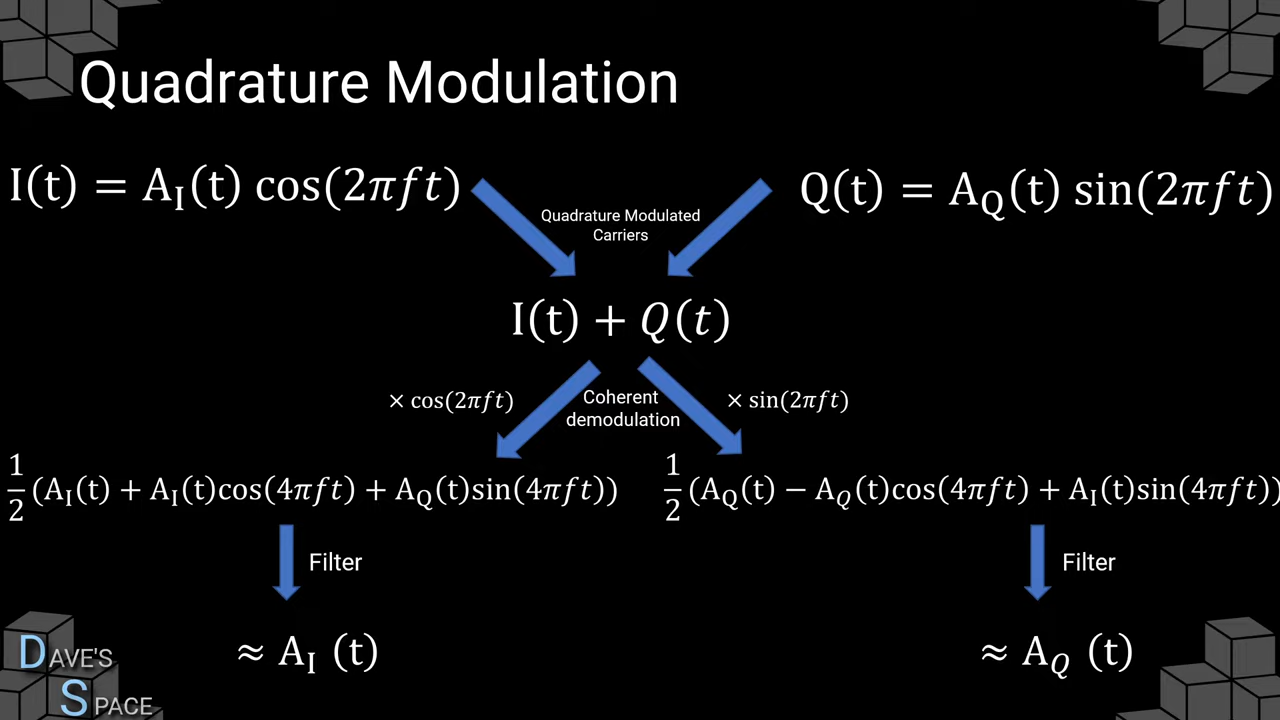 Quadrature Modulation
I(t) = A_I(t) cos(2πft)
Q(t) = A_Q(t) sin(2πft)
Quadrature Modulated
Carriers
I(t) + Q(t)
× cos(2πft)
Coherent
demodulation
× sin(2πft)
1/2 (A_I(t) + A_I(t)cos(4πft) + A_Q(t)sin(4πft))
1/2 (A_Q(t) − A_Q(t)cos(4πft) + A_I(t)sin(4πft))
Filter
Filter
≈ A_I (t)
≈ A_Q (t)
DAVE'S
SPACE